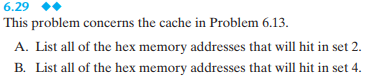 6.29 ◆◆
This problem concerns the cache in Problem 6.13.
A. List all of the hex memory addresses that will hit in set 2.
B. List all of the hex memory addresses that will hit in set 4.